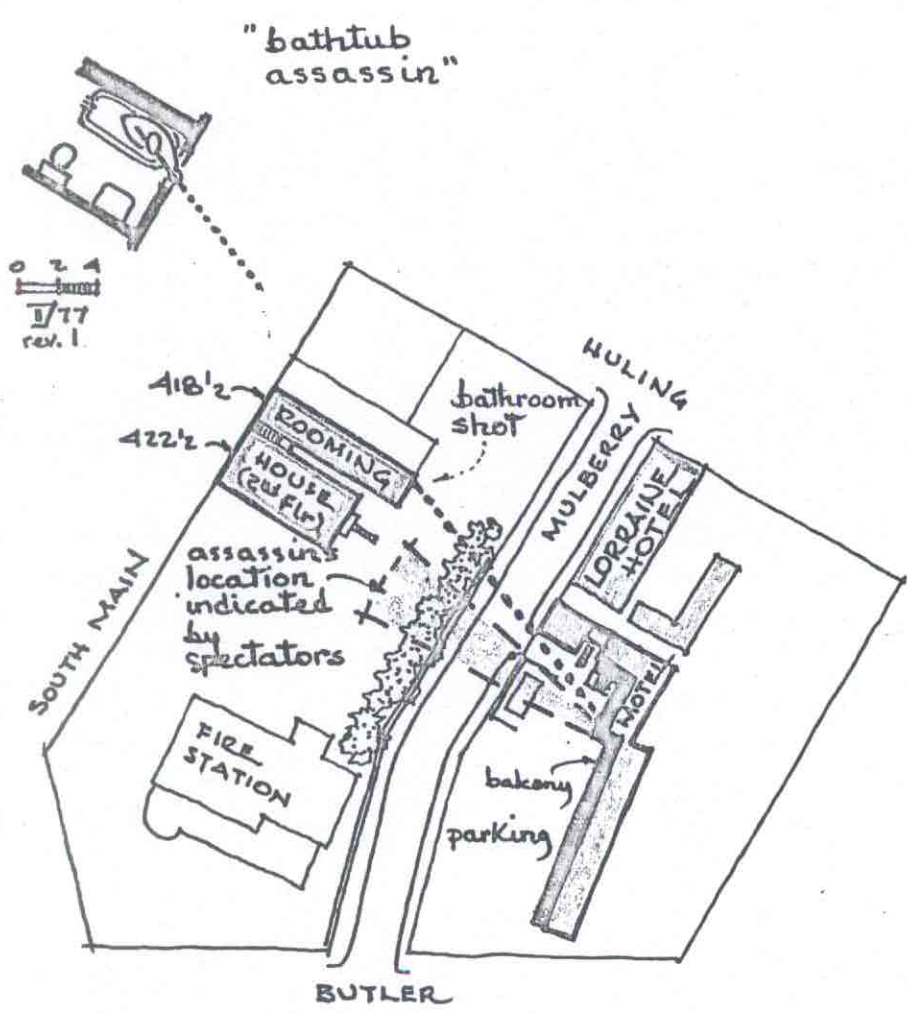 "bathtub
assassin"
0 2 4
II/77
rev. 1
418½
422½
ROOMING
HOUSE
(2nd Flr)
bathroom
shot
HULING
MULBERRY
LORRAINE
HOTEL
MOTEL
assassin's
location
indicated
by
spectators
SOUTH MAIN
FIRE
STATION
balcony
parking
BUTLER